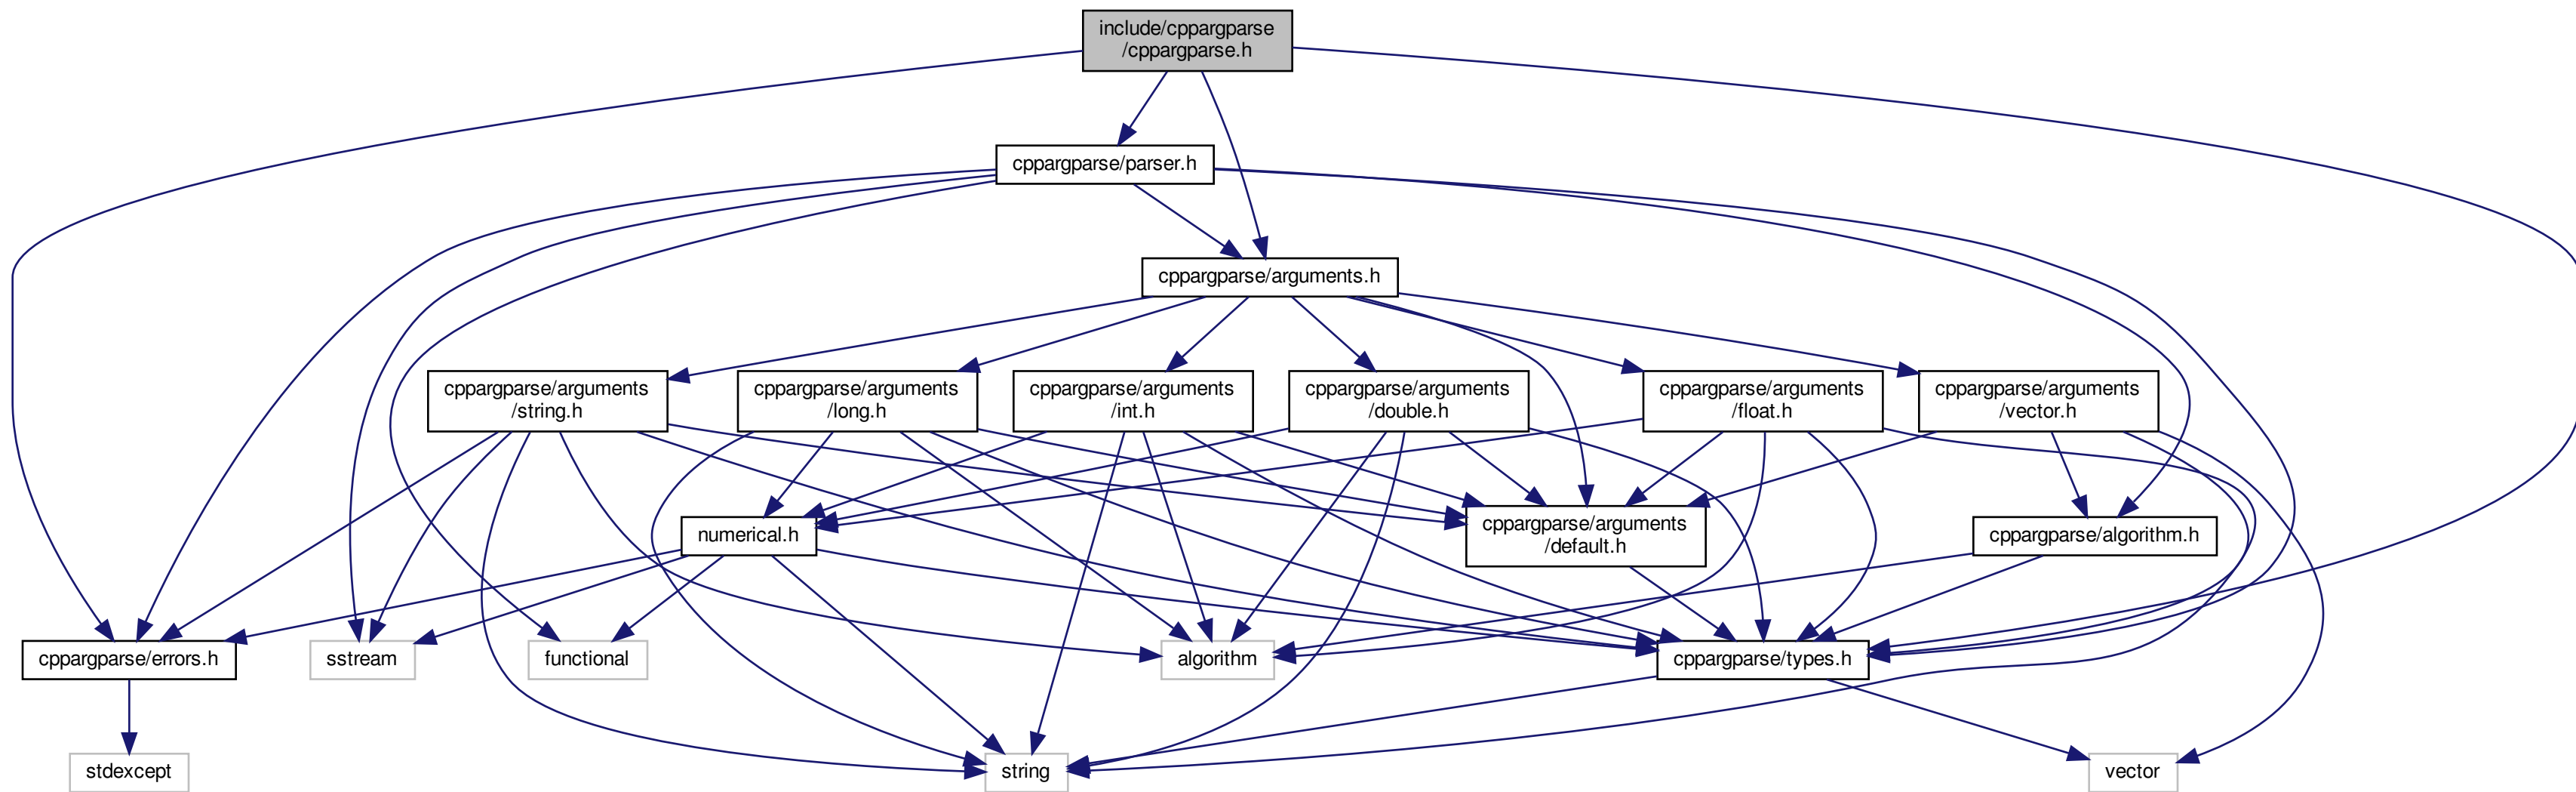 include/cppargparse
/cppargparse.h
cppargparse/parser.h
cppargparse/arguments.h
cppargparse/arguments
/string.h
cppargparse/arguments
/long.h
cppargparse/arguments
/int.h
cppargparse/arguments
/double.h
cppargparse/arguments
/float.h
cppargparse/arguments
/vector.h
numerical.h
cppargparse/arguments
/default.h
cppargparse/algorithm.h
cppargparse/errors.h
sstream
functional
algorithm
cppargparse/types.h
stdexcept
string
vector